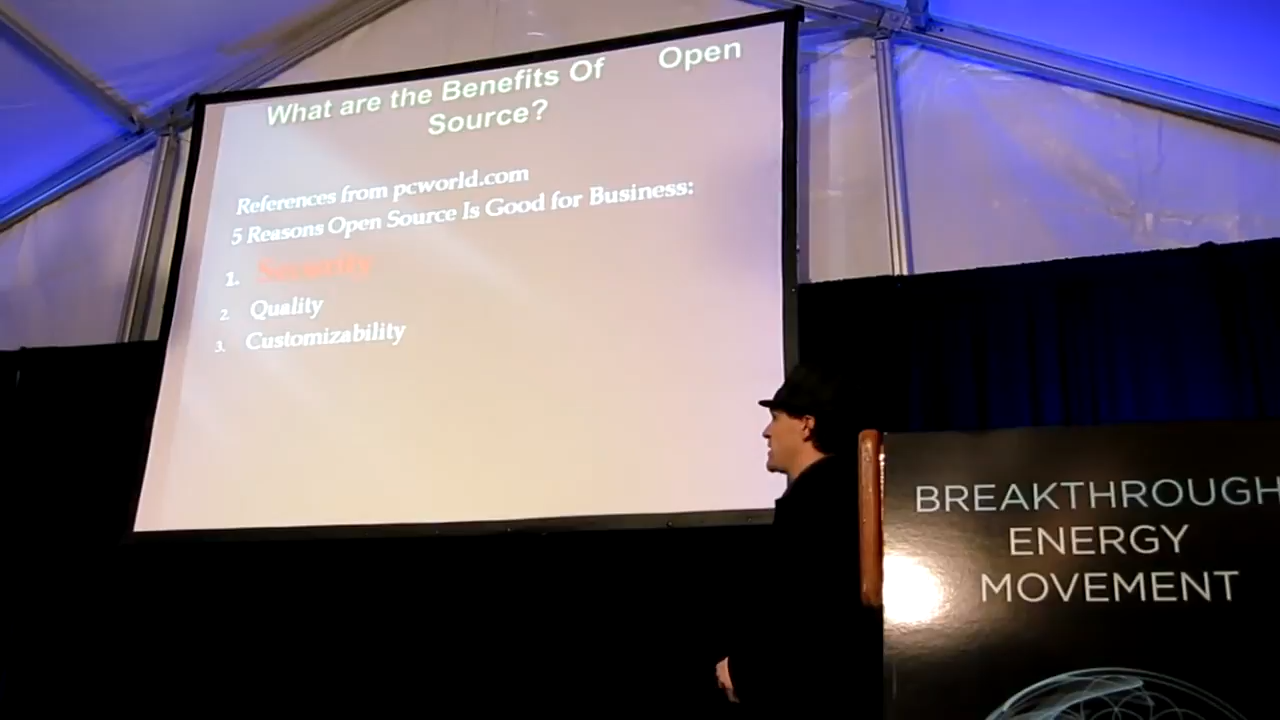 What are the Benefits Of Open
Source?
References from pcworld.com
5 Reasons Open Source Is Good for Business:
1. Security
2. Quality
3. Customizability
BREAKTHROUGH
ENERGY
MOVEMENT